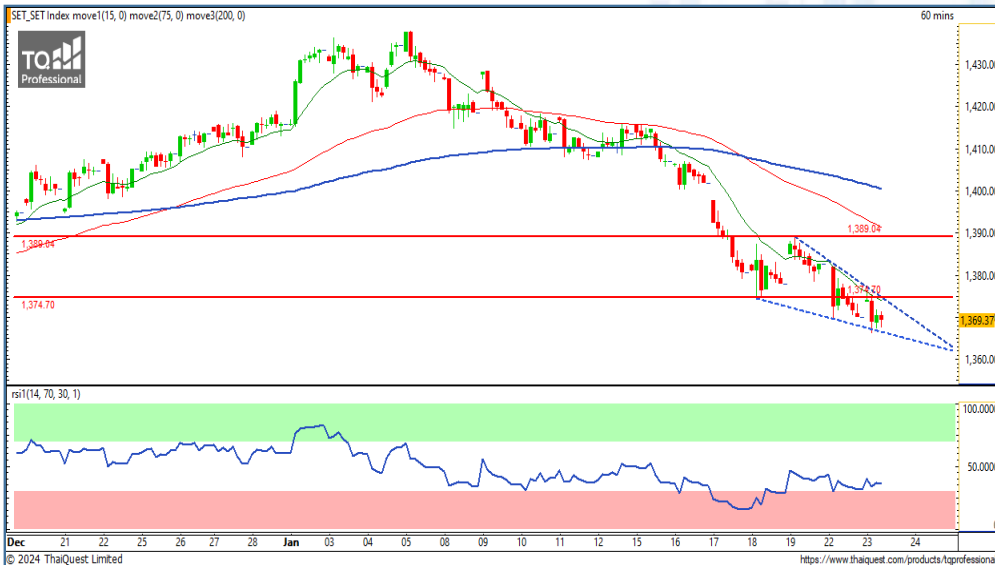 SET_SET Index move1(15, 0) move2(75, 0) move3(200, 0)
60 mins
TQ
Professional
1,430.00
1,420.00
1,410.00
1,400.00
1,389.04
1,389.04
1,390.00
1,380.00
1,374.70
1,374.70
1,369.37
1,360.00
rsi1(14, 70, 30, 1)
100.0000
50.0000
Dec 21 22 25 26 27 28 Jan 03 04 05 08 09 10 11 12 15 16 17 18 19 22 23 24
© 2024 ThaiQuest Limited
https://www.thaiquest.com/products/tqprofessional